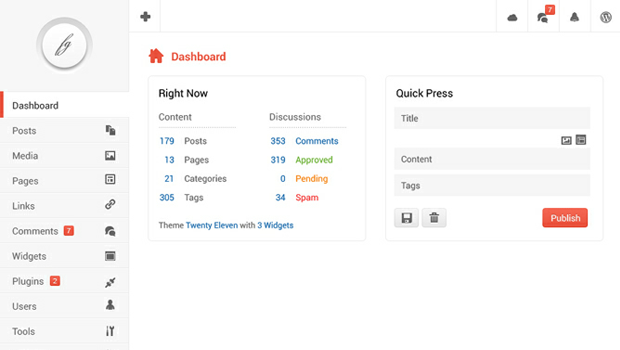 7
fg
Dashboard
Dashboard
Posts
Media
Pages
Links
Comments 7
Widgets
Plugins 2
Users
Tools
Right Now
Content
179 Posts
13 Pages
21 Categories
305 Tags
Discussions
353 Comments
319 Approved
0 Pending
34 Spam
Theme Twenty Eleven with 3 Widgets
Quick Press
Title
Content
Tags
Publish